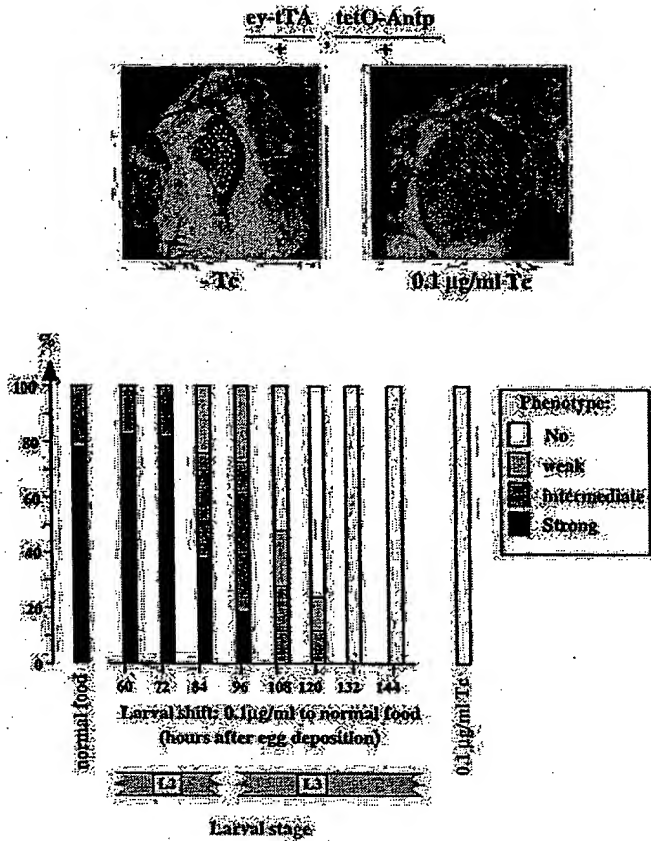 ey-tTA , tetO-Antp
+ +
- Tc 0.1 µg/ml Tc
%
100
80
60
40
20
0
normal food
60 72 84 96 108 120 132 144
0.1 µg/ml Tc
Larval shift: 0.1µg/ml to normal food
(hours after egg deposition)
L2 L3
Larval stage
Phenotype:
No
weak
Intermediate
Strong